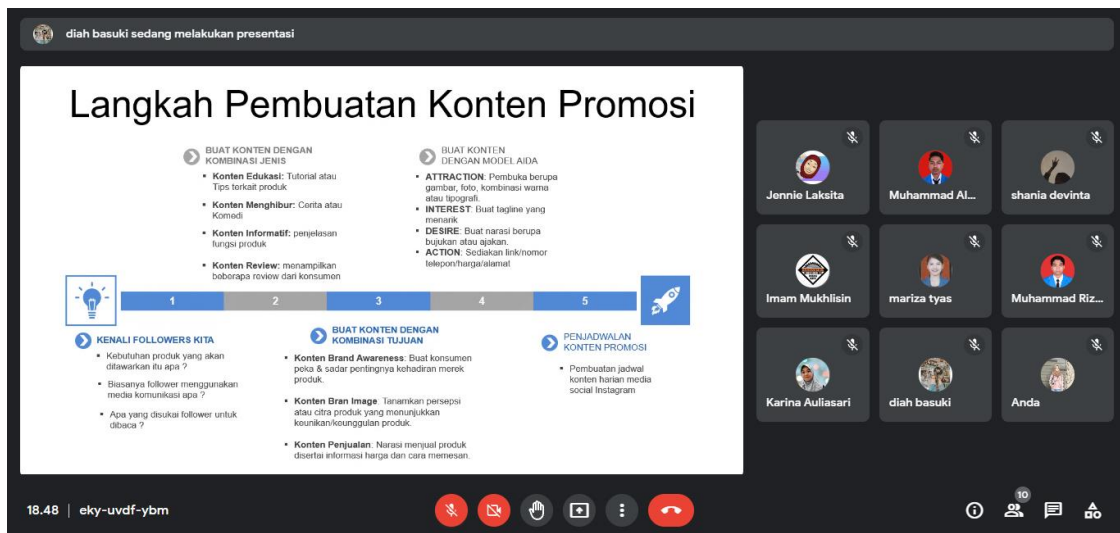 diah basuki sedang melakukan presentasi
Langkah Pembuatan Konten Promosi
BUAT KONTEN DENGAN
KOMBINASI JENIS
▪ Konten Edukasi: Tutorial atau
Tips terkait produk
▪ Konten Menghibur: Cerita atau
Komedi
▪ Konten Informatif: penjelasan
fungsi produk
▪ Konten Review: menampilkan
beberapa review dari konsumen
BUAT KONTEN
DENGAN MODEL AIDA
▪ ATTRACTION: Pembuka berupa
gambar, foto, kombinasi warna
atau tipografi.
▪ INTEREST: Buat tagline yang
menarik
▪ DESIRE: Buat narasi berupa
bujukan atau ajakan.
▪ ACTION: Sediakan link/nomor
telepon/harga/alamat
1 2 3 4 5
KENALI FOLLOWERS KITA
▪ Kebutuhan produk yang akan
ditawarkan itu apa ?
▪ Biasanya follower menggunakan
media komunikasi apa ?
▪ Apa yang disukai follower untuk
dibaca ?
BUAT KONTEN DENGAN
KOMBINASI TUJUAN
▪ Konten Brand Awareness: Buat konsumen
peka & sadar pentingnya kehadiran merek
produk.
▪ Konten Bran Image: Tanamkan persepsi
atau citra produk yang menunjukkan
keunikan/keunggulan produk.
▪ Konten Penjualan: Narasi menjual produk
disertai informasi harga dan cara memesan.
PENJADWALAN
KONTEN PROMOSI
▪ Pembuatan jadwal
konten harian media
social Instagram
Jennie Laksita
Muhammad Al...
shania devinta
Imam Mukhlisin
mariza tyas
Muhammad Riz...
Karina Auliasari
diah basuki
Anda
18.48 | eky-uvdf-ybm
10